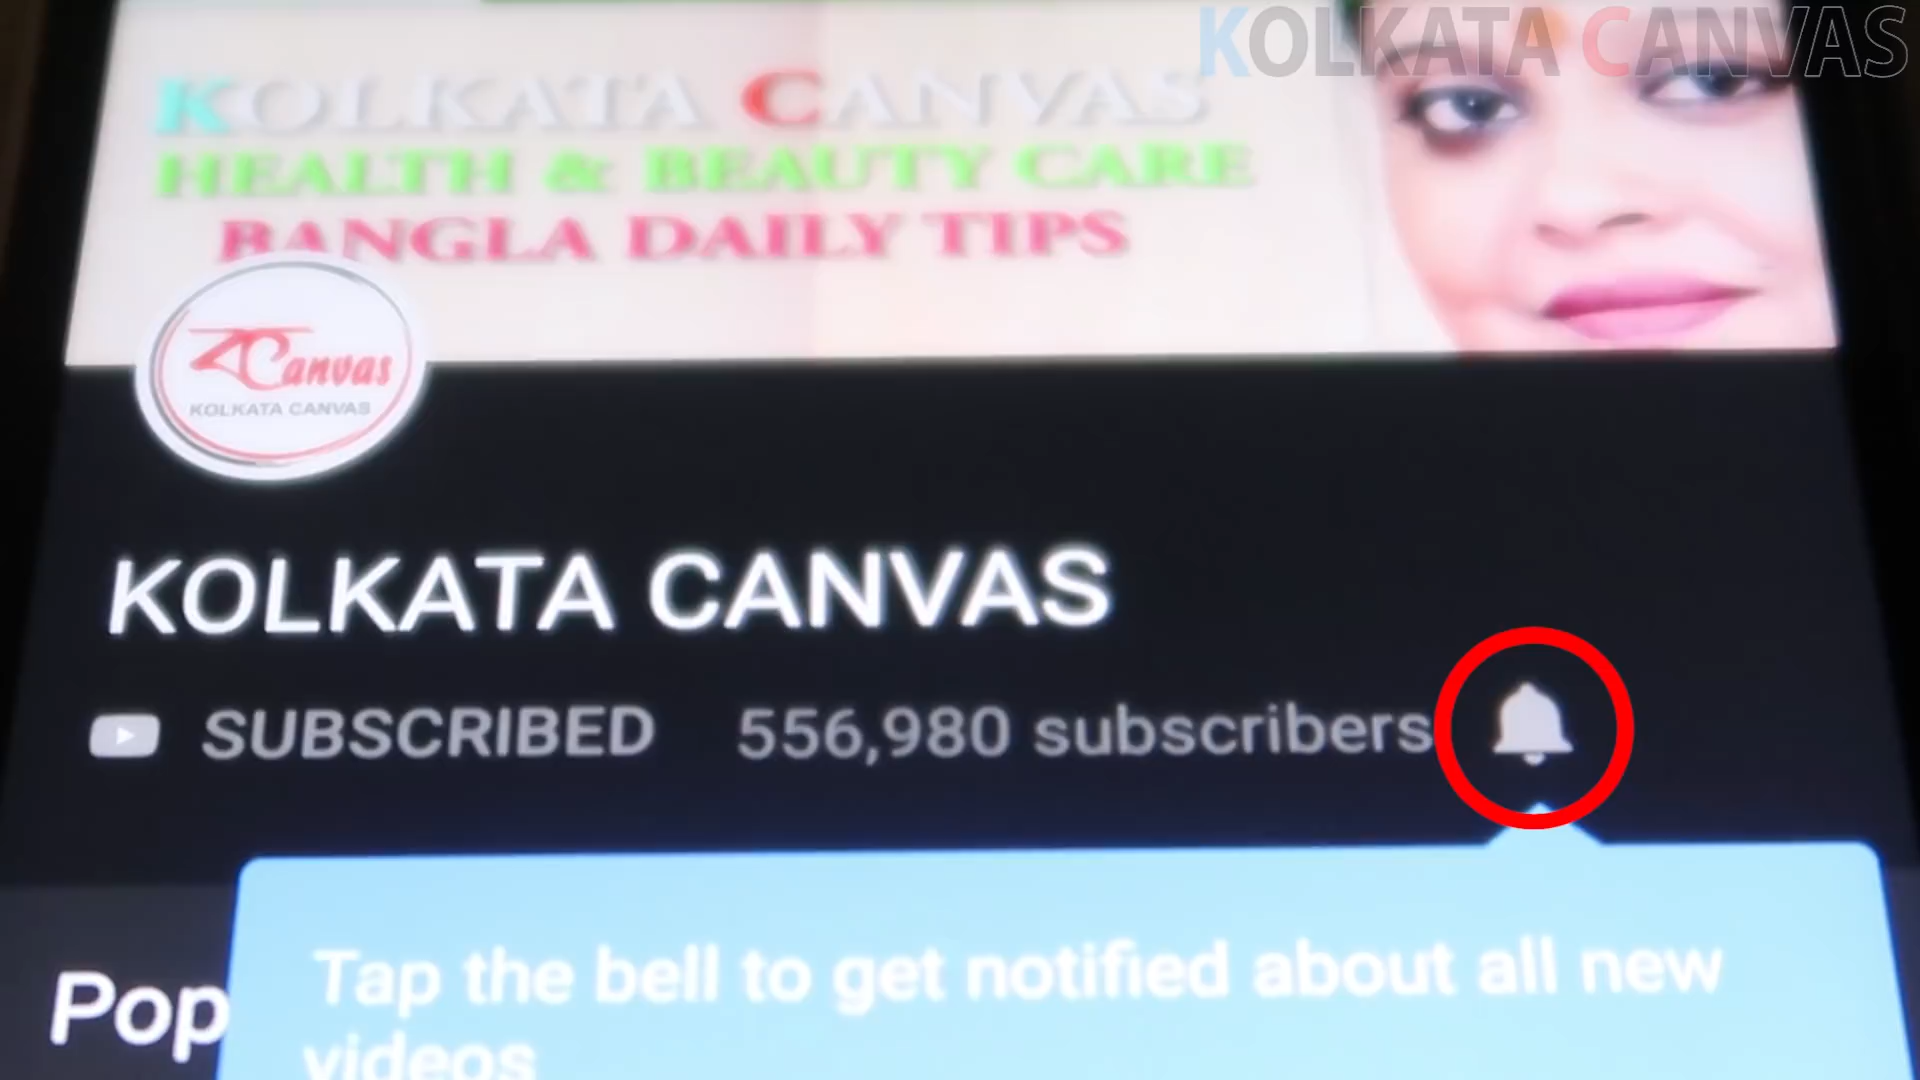 KOLKATA CANVAS
KOLKATA CANVAS
HEALTH & BEAUTY CARE
BANGLA DAILY TIPS
Canvas
KOLKATA CANVAS
KOLKATA CANVAS
SUBSCRIBED 556,980 subscribers
Tap the bell to get notified about all new
videos
Pop